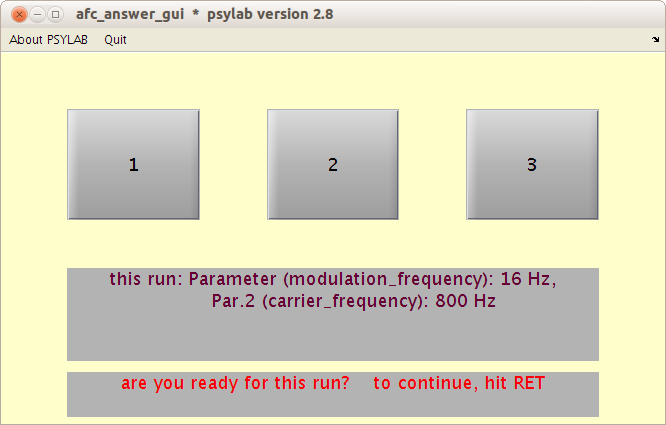 afc_answer_gui * psylab version 2.8
About PSYLAB Quit
1 2 3
this run: Parameter (modulation_frequency): 16 Hz,
Par.2 (carrier_frequency): 800 Hz
are you ready for this run? to continue, hit RET